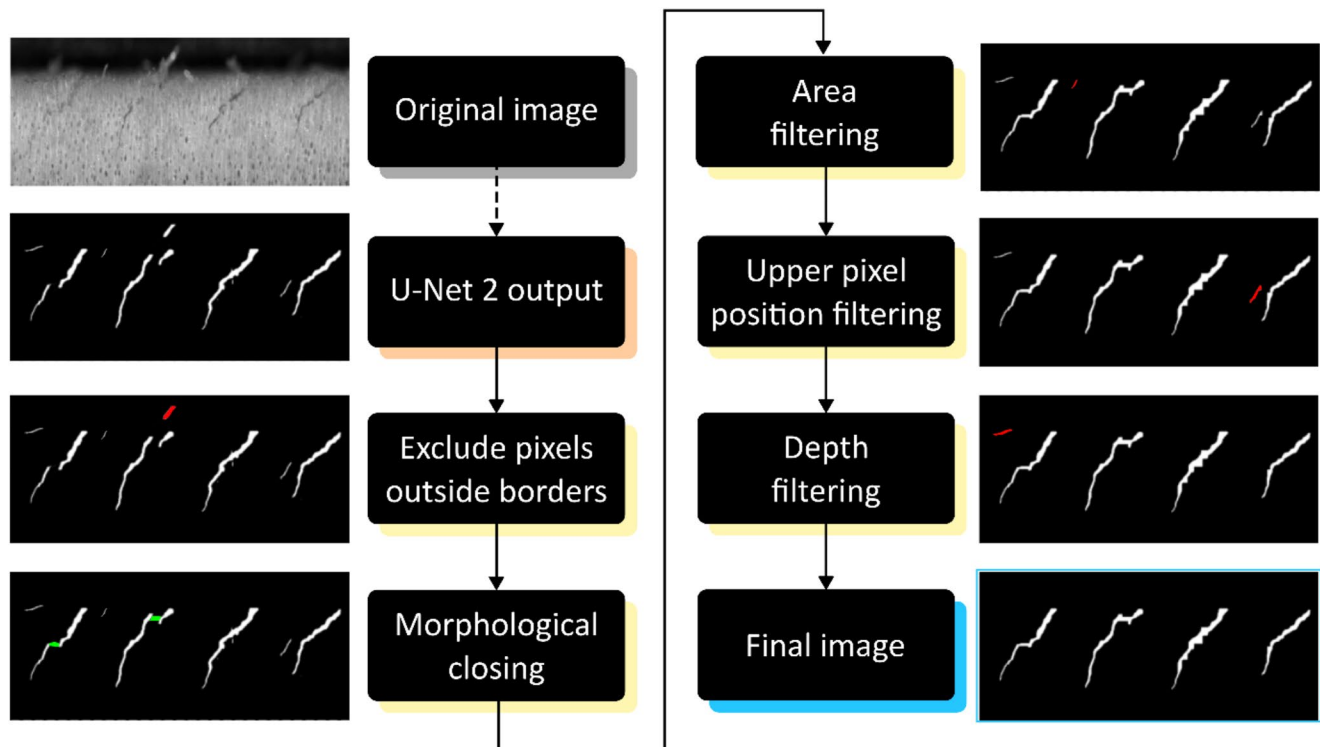 Original image
U-Net 2 output
Exclude pixels
outside borders
Morphological
closing
Area
filtering
Upper pixel
position filtering
Depth
filtering
Final image